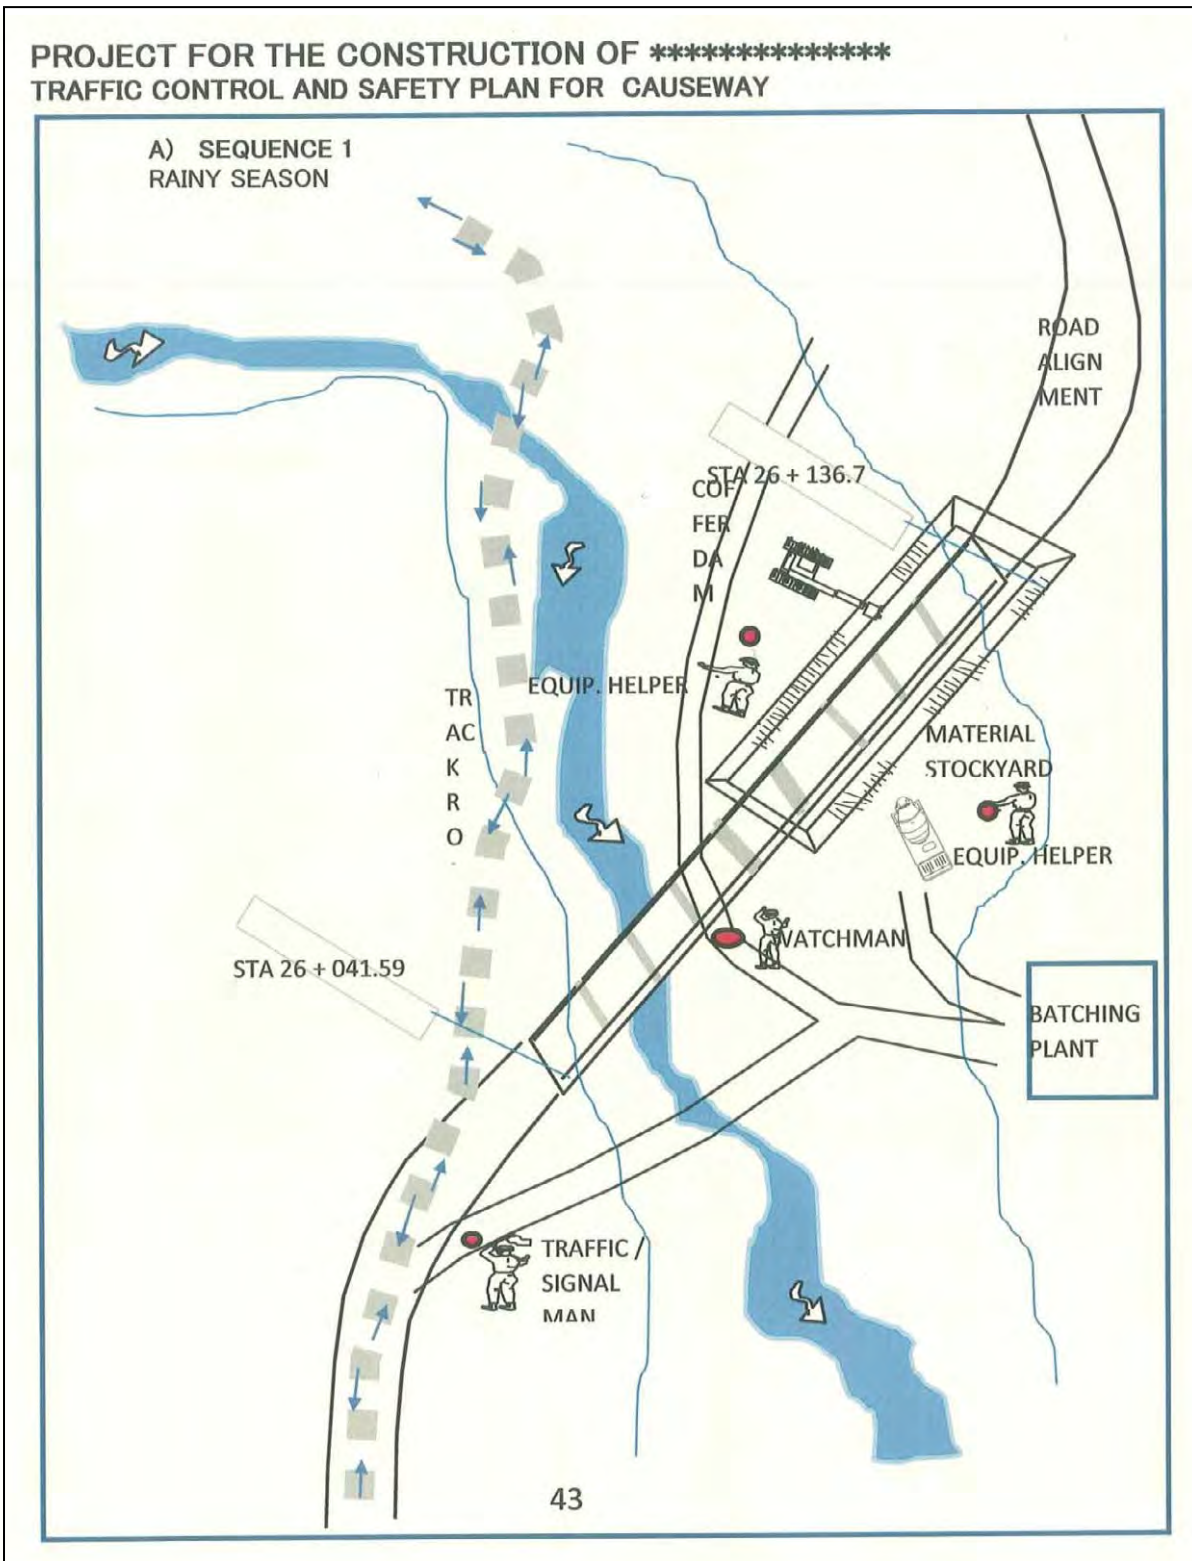 PROJECT FOR THE CONSTRUCTION OF **************
TRAFFIC CONTROL AND SAFETY PLAN FOR CAUSEWAY
A) SEQUENCE 1
RAINY SEASON
ROAD
ALIGN
MENT
STA 26 + 136.7
COF
FER
DA
M
EQUIP. HELPER
TR
AC
K
R
O
MATERIAL
STOCKYARD
EQUIP. HELPER
WATCHMAN
STA 26 + 041.59
BATCHING
PLANT
TRAFFIC /
SIGNAL
MAN
43